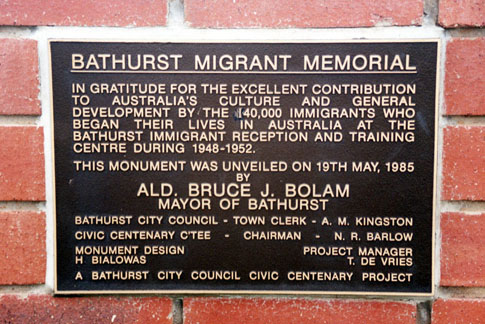 BATHURST MIGRANT MEMORIAL
IN GRATITUDE FOR THE EXCELLENT CONTRIBUTION
TO AUSTRALIA'S CULTURE AND GENERAL
DEVELOPMENT BY THE 140,000 IMMIGRANTS WHO
BEGAN THEIR LIVES IN AUSTRALIA AT THE
BATHURST IMMIGRANT RECEPTION AND TRAINING
CENTRE DURING 1948-1952.
THIS MONUMENT WAS UNVEILED ON 19TH MAY, 1985
BY
ALD. BRUCE J. BOLAM
MAYOR OF BATHURST
BATHURST CITY COUNCIL - TOWN CLERK - A. M. KINGSTON
CIVIC CENTENARY C'TEE - CHAIRMAN - N. R. BARLOW
MONUMENT DESIGN PROJECT MANAGER
H BIALOWAS T. DE VRIES
A BATHURST CITY COUNCIL CIVIC CENTENARY PROJECT